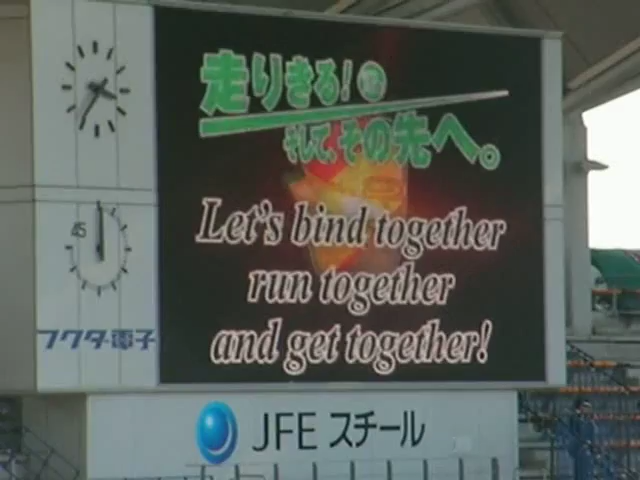 走りきる!
そして、その先へ。
Let's bind together
run together
and get together!
45
フクダ電子
JFE スチール